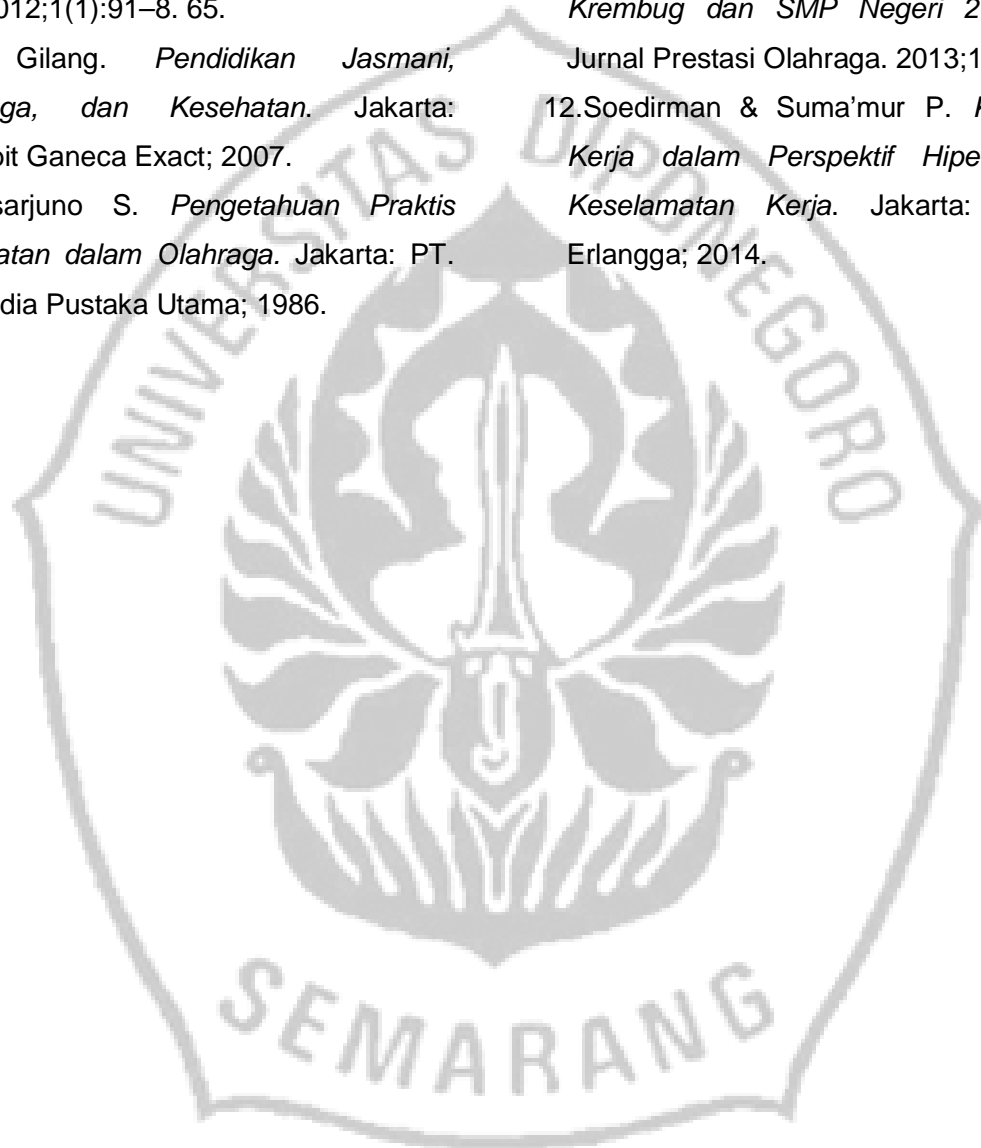 012;1(1):91–8. 65.
Gilang. Pendidikan Jasmani,
ga, dan Kesehatan. Jakarta:
bit Ganeca Exact; 2007.
sarjuno S. Pengetahuan Praktis
atan dalam Olahraga. Jakarta: PT.
dia Pustaka Utama; 1986.
Krembug dan SMP Negeri 2
Jurnal Prestasi Olahraga. 2013;1
12.Soedirman & Suma'mur P. K
Kerja dalam Perspektif Hipe
Keselamatan Kerja. Jakarta:
Erlangga; 2014.
UNIVERSITAS DIPONEGORO
SEMARANG